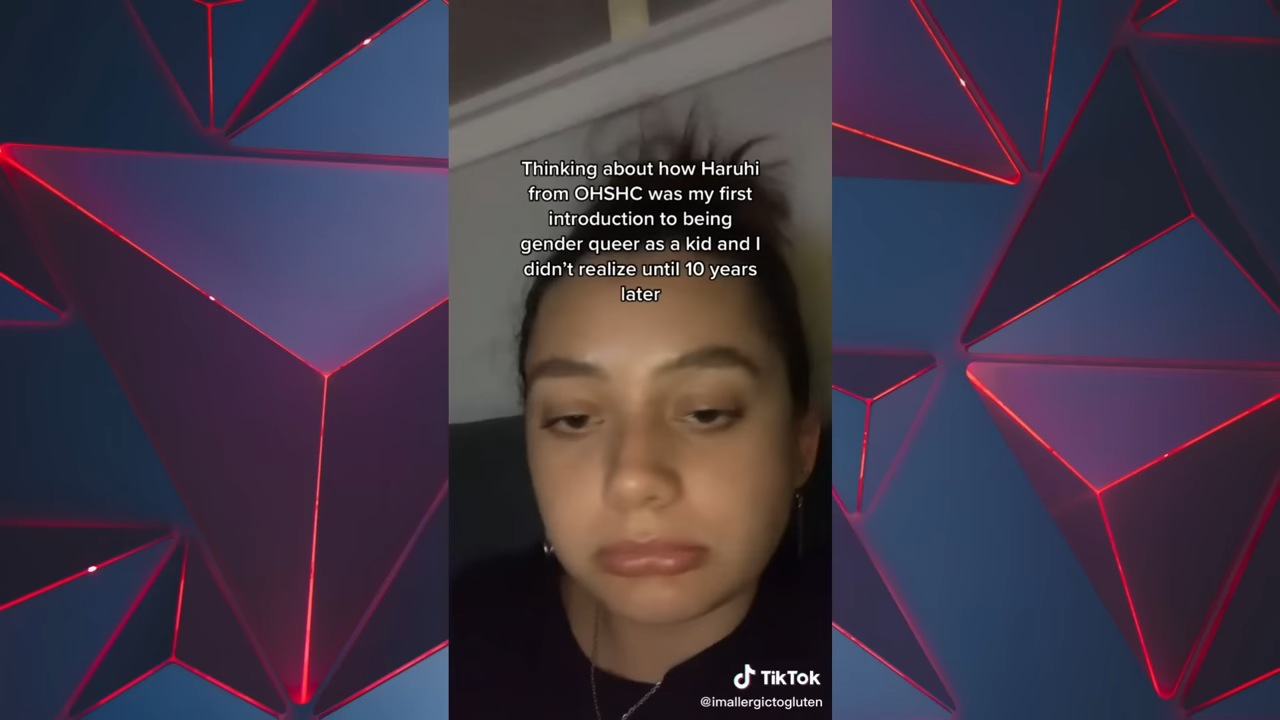 Thinking about how Haruhi
from OHSHC was my first
introduction to being
gender queer as a kid and I
didn't realize until 10 years
later
TikTok
@imallergictogluten